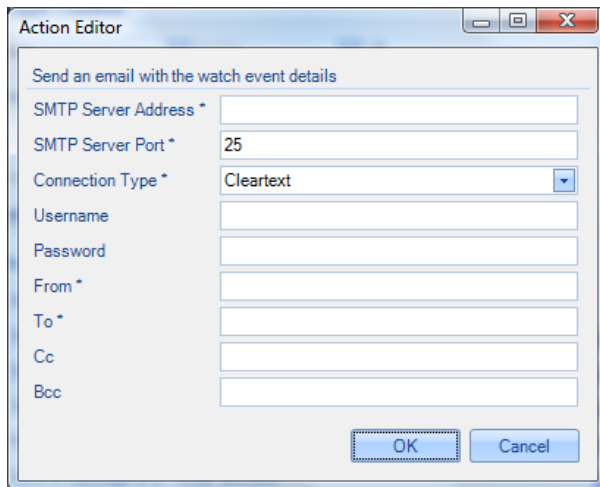 Action Editor
Send an email with the watch event details
SMTP Server Address *
SMTP Server Port * 25
Connection Type * Cleartext
Username
Password
From *
To *
Cc
Bcc
OK Cancel